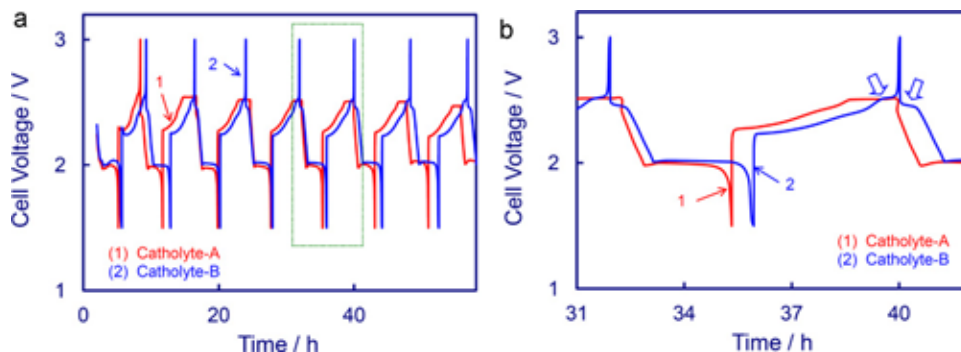 a
3
2
1
Cell Voltage / V
1
2
(1) Catholyte-A
(2) Catholyte-B
0 20 40
Time / h
b
3
2
1
Cell Voltage / V
1
2
(1) Catholyte-A
(2) Catholyte-B
31 34 37 40
Time / h